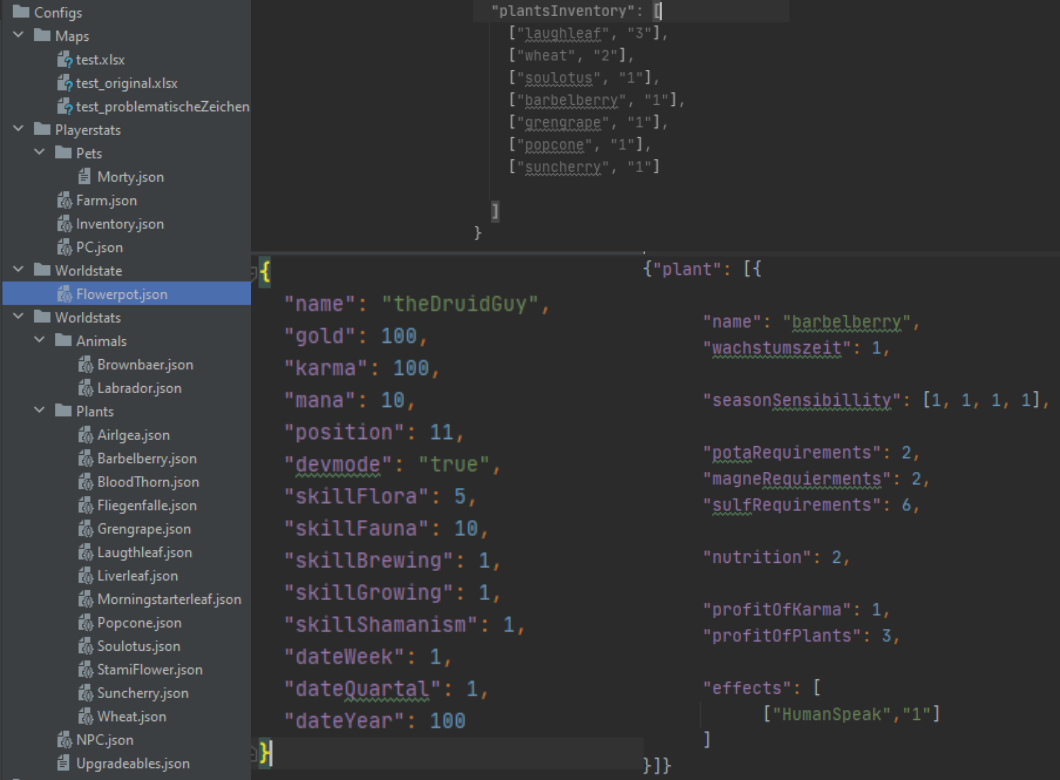 Configs
Maps
test.xlsx
test_original.xlsx
test_problematischeZeichen
Playerstats
Pets
Morty.json
Farm.json
Inventory.json
PC.json
Worldstate
Flowerpot.json
Worldstats
Animals
Brownbaer.json
Labrador.json
Plants
Airlgea.json
Barbelberry.json
BloodThorn.json
Fliegenfalle.json
Grengrape.json
Laugthleaf.json
Liverleaf.json
Morningstarterleaf.json
Popcone.json
Soulotus.json
StamiFlower.json
Suncherry.json
Wheat.json
NPC.json
Upgradeables.json
"plantsInventory": [
["laughleaf", "3"],
["wheat", "2"],
["soulotus", "1"],
["barbelberry", "1"],
["grengrape", "1"],
["popcone", "1"],
["suncherry", "1"]
]
}
{
"name": "theDruidGuy",
"gold": 100,
"karma": 100,
"mana": 10,
"position": 11,
"devmode": "true",
"skillFlora": 5,
"skillFauna": 10,
"skillBrewing": 1,
"skillGrowing": 1,
"skillShamanism": 1,
"dateWeek": 1,
"dateQuartal": 1,
"dateYear": 100
}
{"plant": [{
"name": "barbelberry",
"wachstumszeit": 1,
"seasonSensibillity": [1, 1, 1, 1],
"potaRequirements": 2,
"magneRequierments": 2,
"sulfRequirements": 6,
"nutrition": 2,
"profitOfKarma": 1,
"profitOfPlants": 3,
"effects": [
["HumanSpeak","1"]
]
}]}